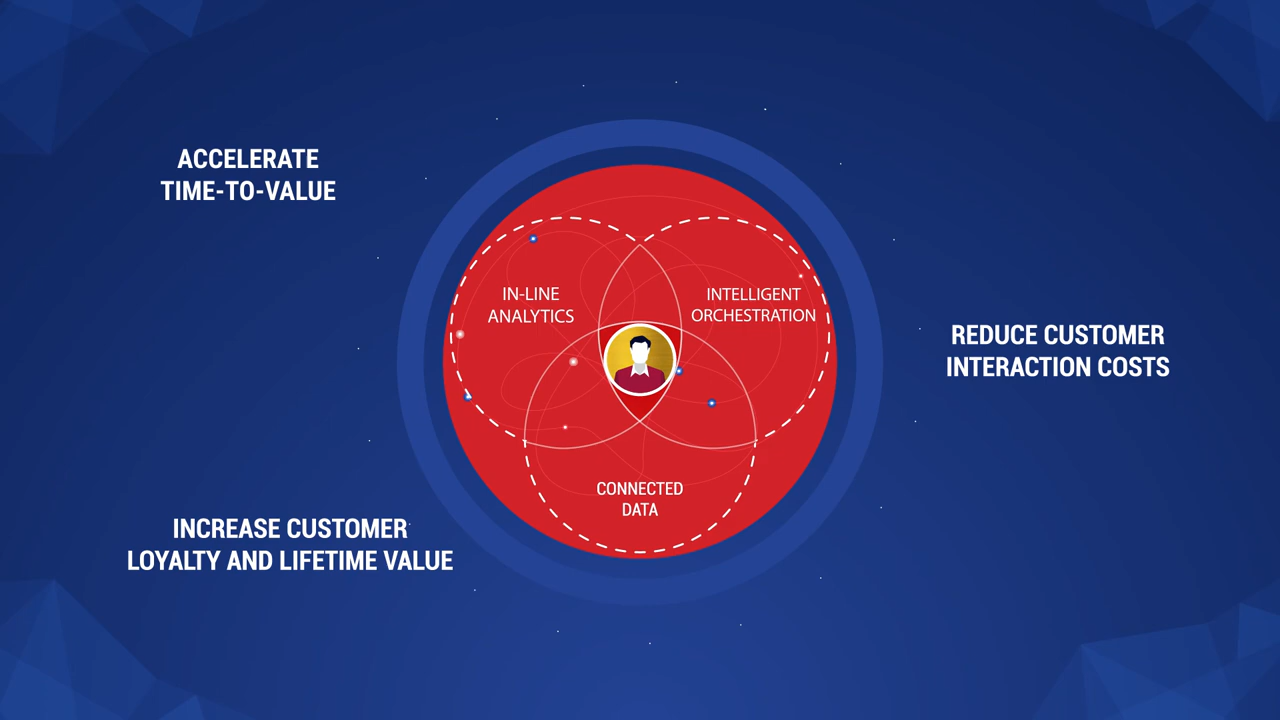 ACCELERATE
TIME-TO-VALUE
IN-LINE
ANALYTICS
INTELLIGENT
ORCHESTRATION
REDUCE CUSTOMER
INTERACTION COSTS
CONNECTED
DATA
INCREASE CUSTOMER
LOYALTY AND LIFETIME VALUE